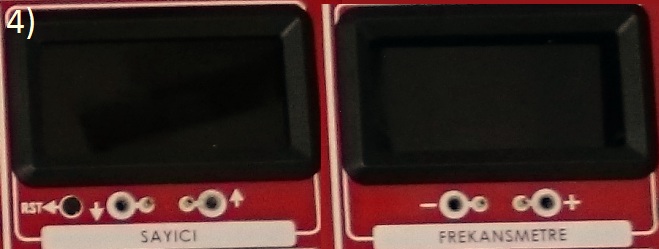 4)
RST
- +
SAYICI
FREKANSMETRE